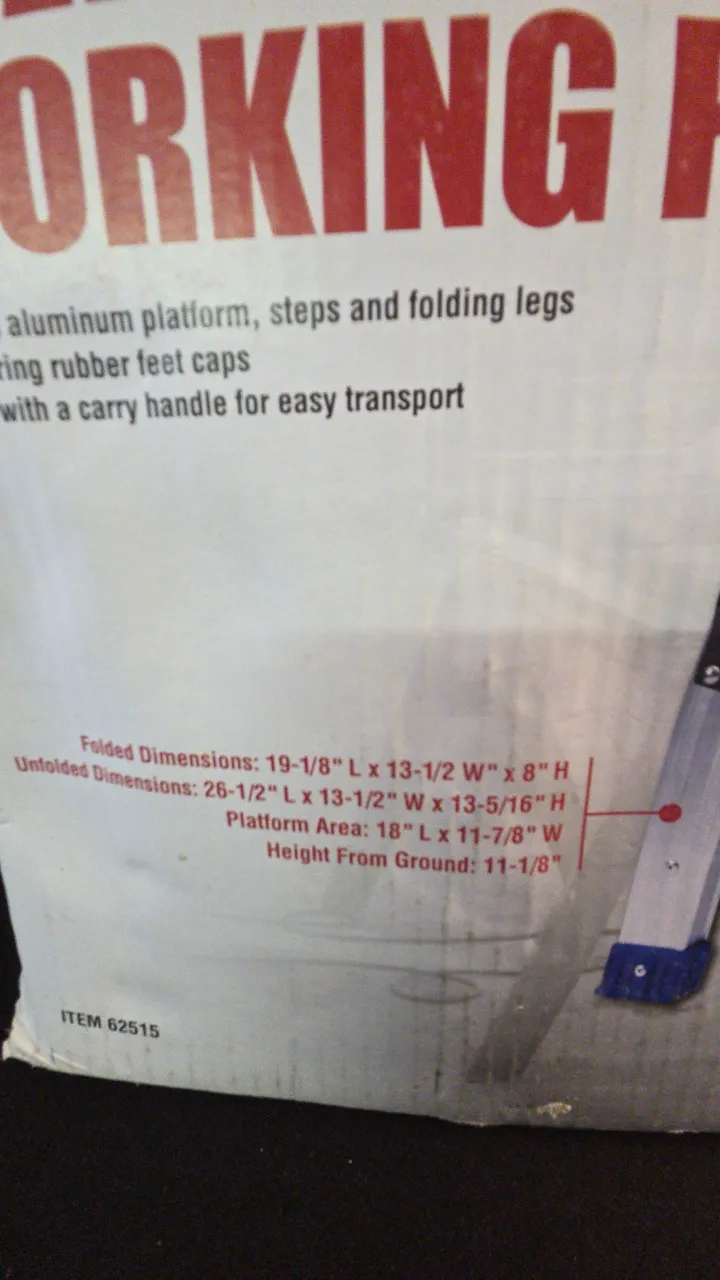 ORKING
aluminum platform, steps and folding legs
ring rubber feet caps
with a carry handle for easy transport
Folded Dimensions: 19-1/8" L x 13-1/2 W" x 8" H
Unfolded Dimensions: 26-1/2" L x 13-1/2" W x 13-5/16" H
Platform Area: 18" L x 11-7/8" W
Height From Ground: 11-1/8"
ITEM 62515